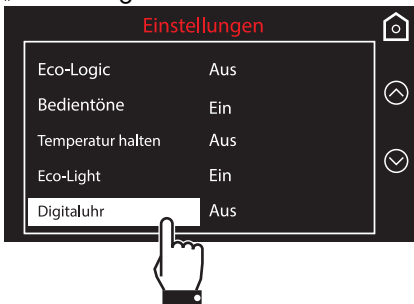 Einstellungen
Eco-Logic Aus
Bedientöne Ein
Temperatur halten Aus
Eco-Light Ein
Digitaluhr Aus